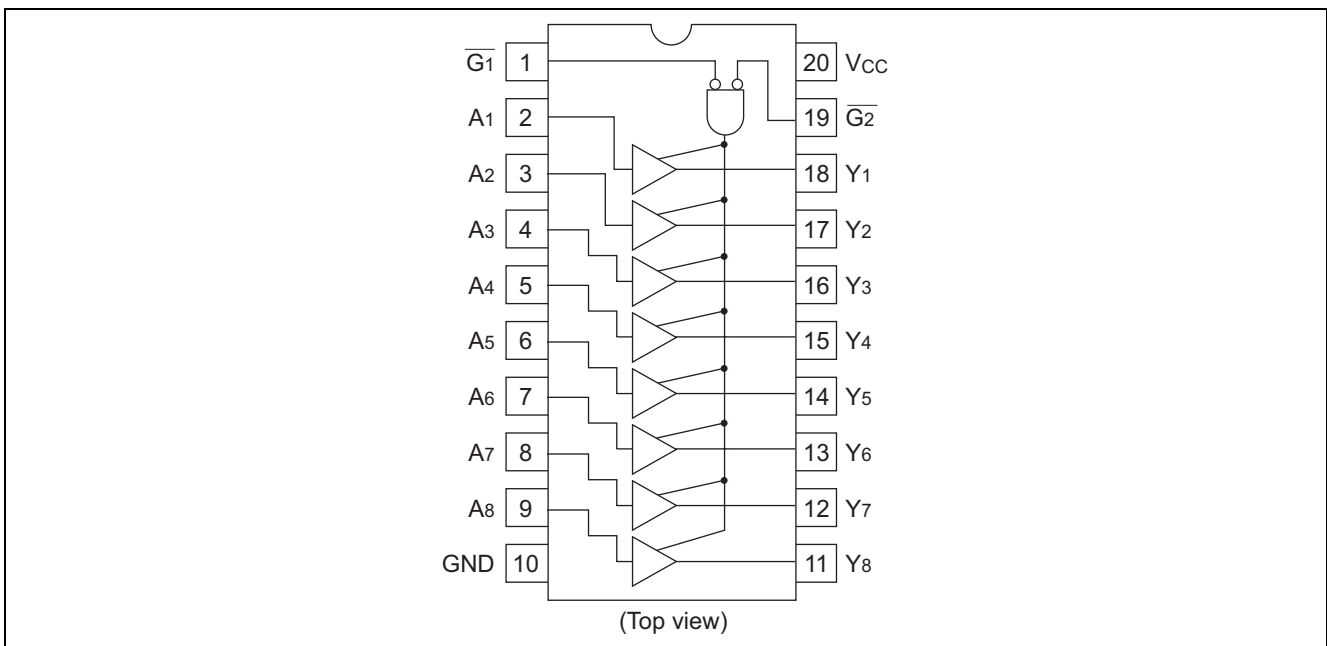 G1 1 20 VCC
A1 2 19 G2
A2 3 18 Y1
A3 4 17 Y2
A4 5 16 Y3
A5 6 15 Y4
A6 7 14 Y5
A7 8 13 Y6
A8 9 12 Y7
GND 10 11 Y8
(Top view)